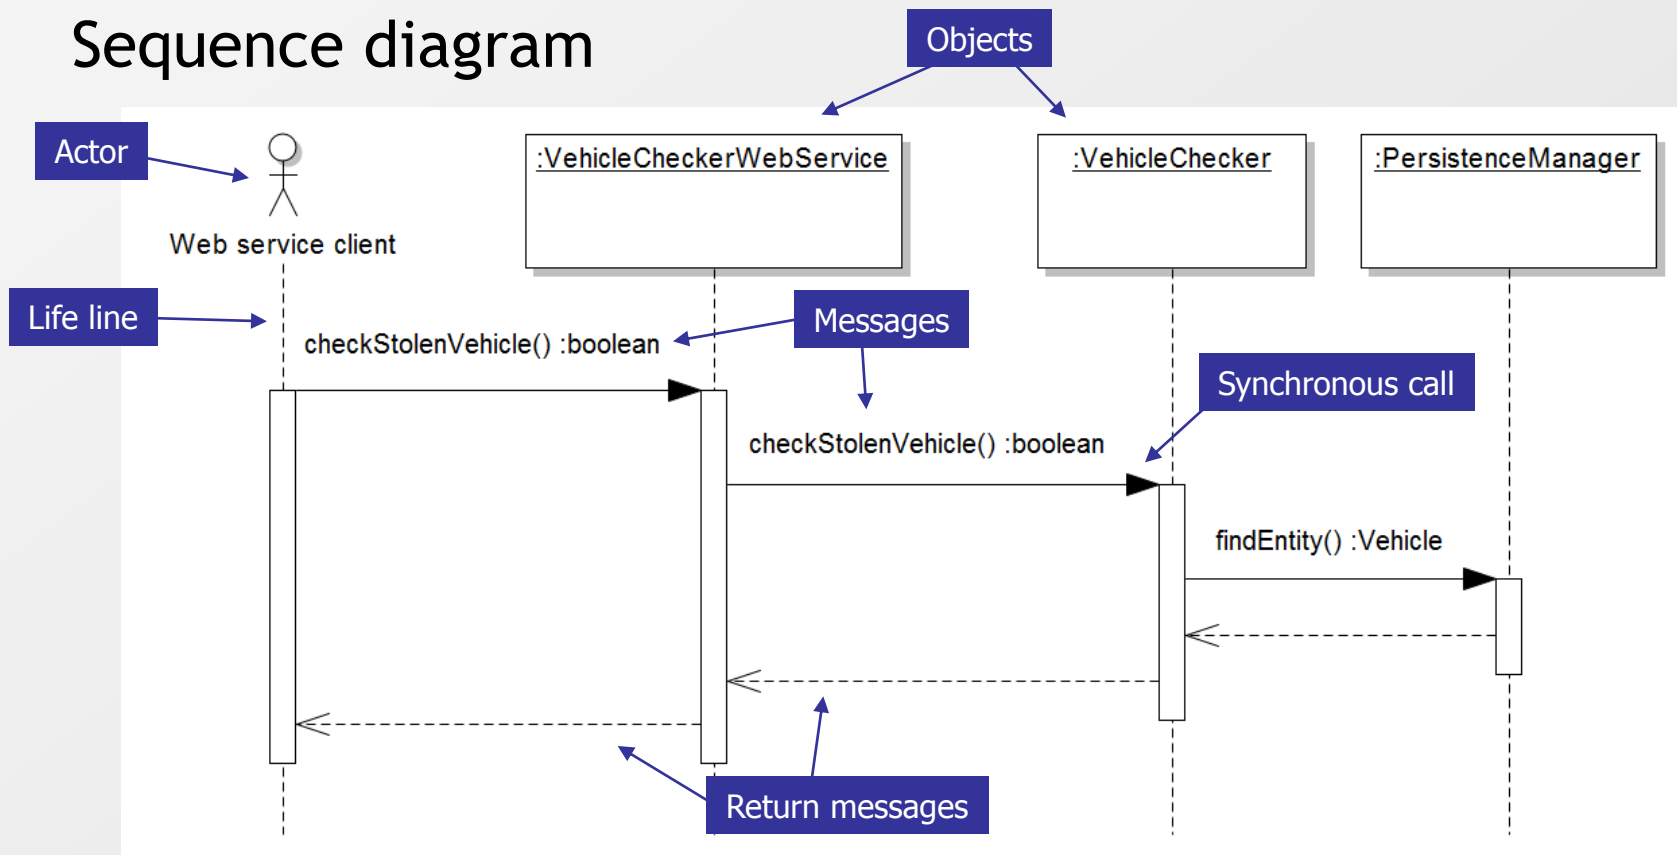 Sequence diagram
Objects
Actor
:VehicleCheckerWebService
:VehicleChecker
:PersistenceManager
Web service client
Life line
Messages
checkStolenVehicle() :boolean
Synchronous call
checkStolenVehicle() :boolean
findEntity() :Vehicle
Return messages